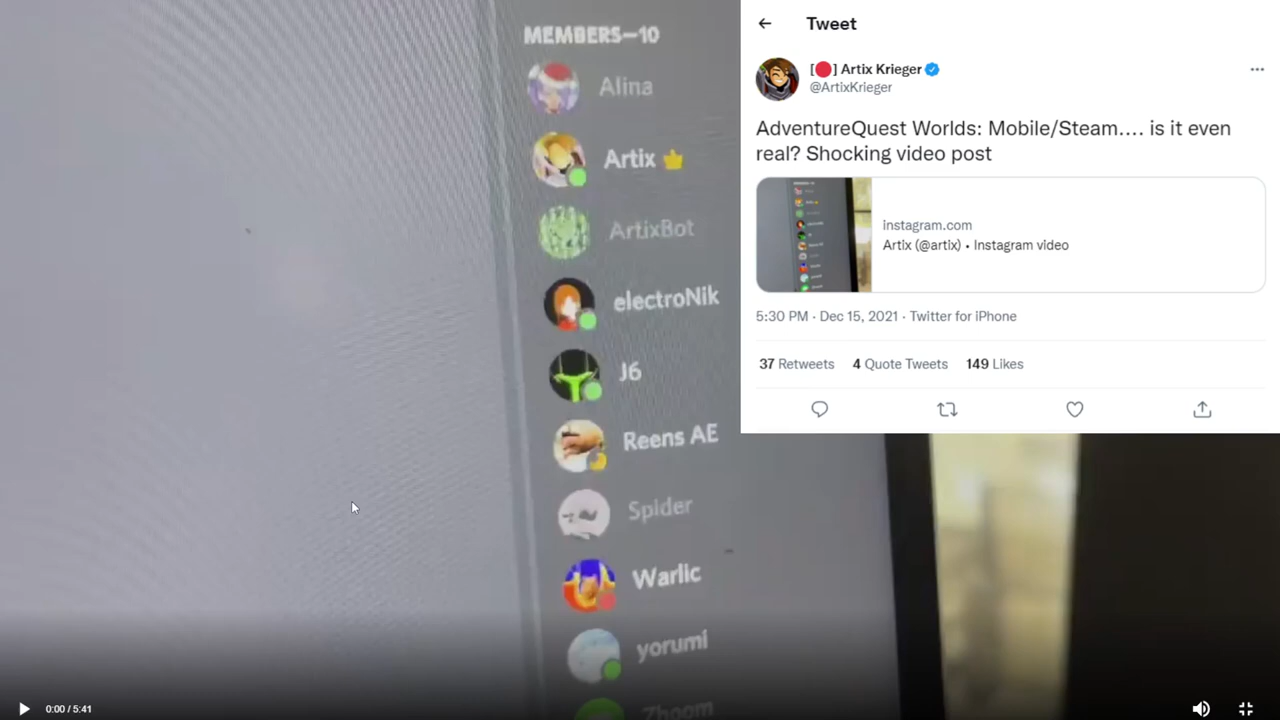 MEMBERS—10
Alina
Artix
ArtixBot
electroNik
J6
Reens AE
Spider
Warlic
yorumi
Zhoom
0:00 / 5:41
Tweet
[🔴] Artix Krieger
@ArtixKrieger
AdventureQuest Worlds: Mobile/Steam.... is it even
real? Shocking video post
instagram.com
Artix (@artix) • Instagram video
5:30 PM · Dec 15, 2021 · Twitter for iPhone
37 Retweets 4 Quote Tweets 149 Likes